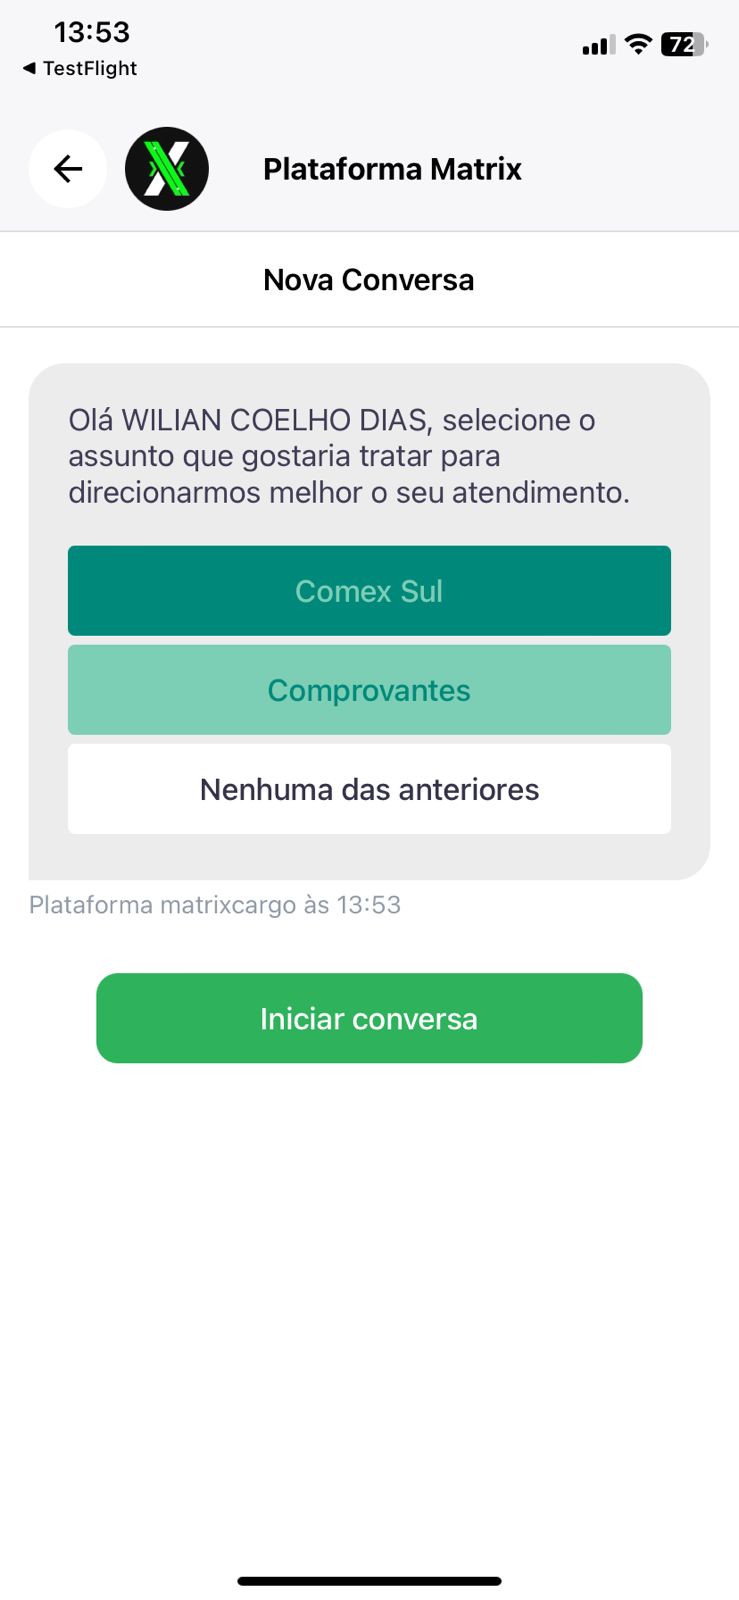 13:53
72
◀ TestFlight
Plataforma Matrix
Nova Conversa
Olá WILIAN COELHO DIAS, selecione o
assunto que gostaria tratar para
direcionarmos melhor o seu atendimento.
Comex Sul
Comprovantes
Nenhuma das anteriores
Plataforma matrixcargo às 13:53
Iniciar conversa